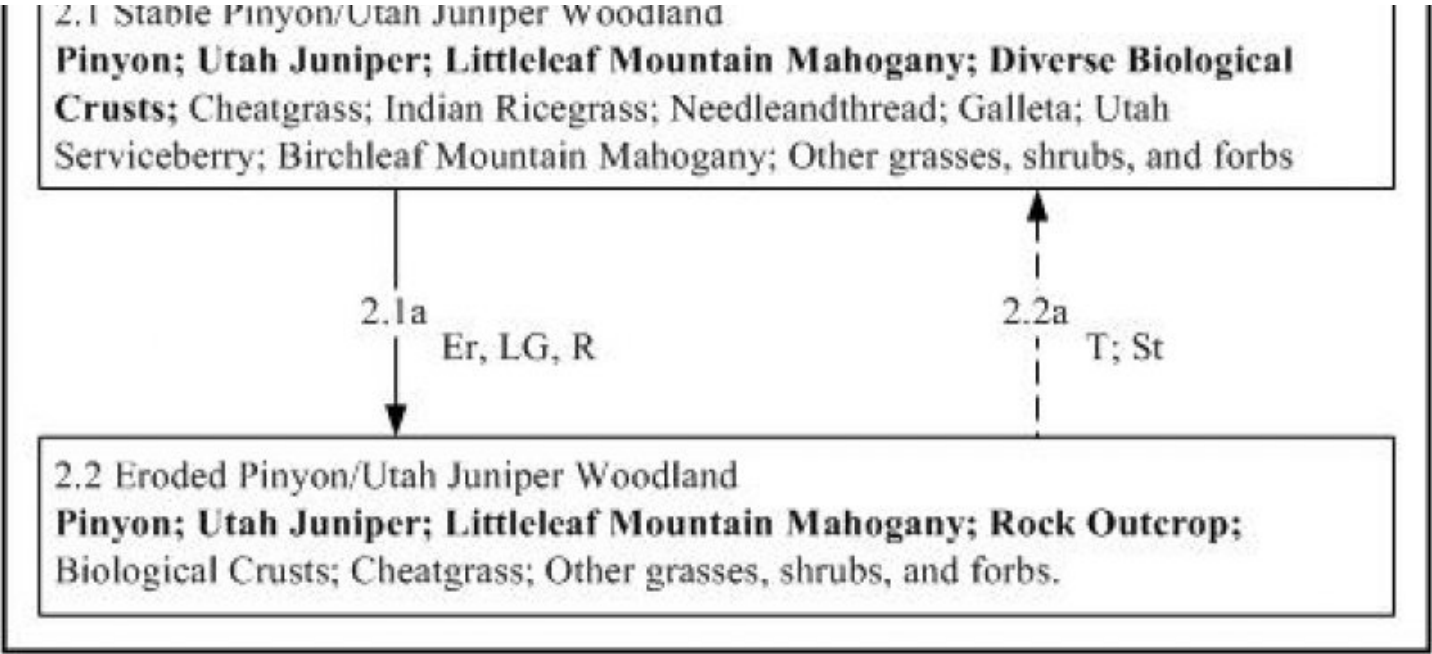 2.1 Stable Pinyon/Utah Juniper Woodland
Pinyon; Utah Juniper; Littleleaf Mountain Mahogany; Diverse Biological
Crusts; Cheatgrass; Indian Ricegrass; Needleandthread; Galleta; Utah
Serviceberry; Birchleaf Mountain Mahogany; Other grasses, shrubs, and forbs
2.1a
Er, LG, R
2.2a
T; St
2.2 Eroded Pinyon/Utah Juniper Woodland
Pinyon; Utah Juniper; Littleleaf Mountain Mahogany; Rock Outcrop;
Biological Crusts; Cheatgrass; Other grasses, shrubs, and forbs.